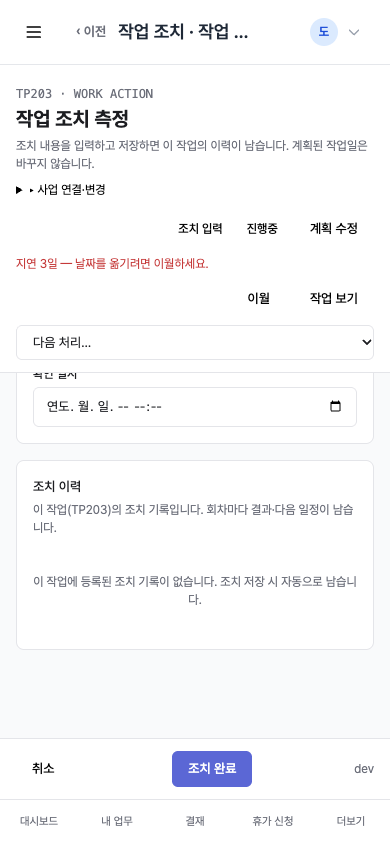 ‹ 이전 작업 조치 · 작업 ... 도
TP203 · WORK ACTION
작업 조치 측정
조치 내용을 입력하고 저장하면 이 작업의 이력이 남습니다. 계획된 작업일은
바꾸지 않습니다.
▶ ▸ 사업 연결·변경
조치 입력 진행중 계획 수정
지연 3일 — 날짜를 옮기려면 이월하세요.
이월 작업 보기
다음 처리...
확인 일시
연도. 월. 일. -- --:--
조치 이력
이 작업(TP203)의 조치 기록입니다. 회차마다 결과·다음 일정이 남습
니다.
이 작업에 등록된 조치 기록이 없습니다. 조치 저장 시 자동으로 남습니
다.
취소 조치 완료 dev
대시보드 내 업무 결재 휴가 신청 더보기